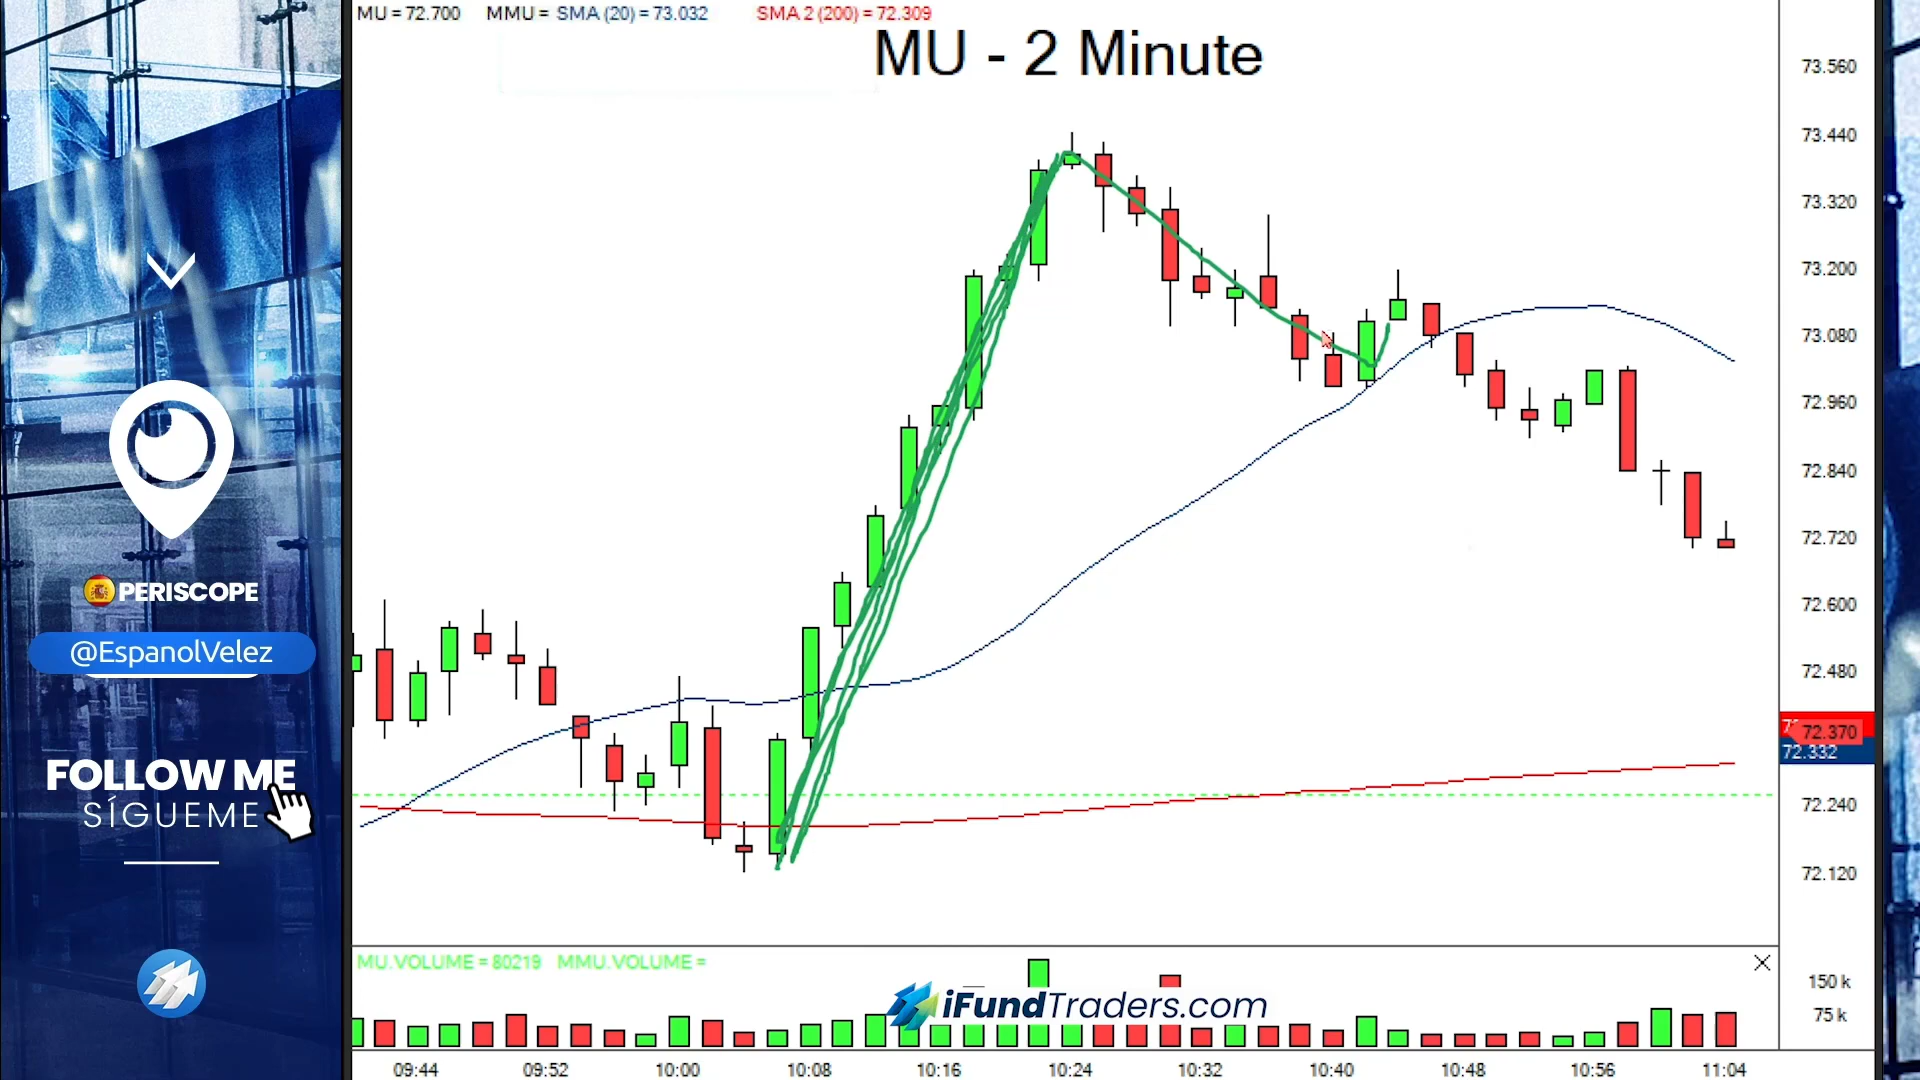 MU = 72.700 MMU = SMA (20) = 73.032 SMA 2 (200) = 72.309
MU - 2 Minute
73.560
73.440
73.320
73.200
73.080
72.960
72.840
72.720
72.600
72.480
72.370
72.332
72.240
72.120
PERISCOPE
@EspanolVelez
FOLLOW ME
SÍGUEME
MU.VOLUME = 80219 MMU.VOLUME =
150 k
75 k
iFundTraders.com
09:44 09:52 10:00 10:08 10:16 10:24 10:32 10:40 10:48 10:56 11:04